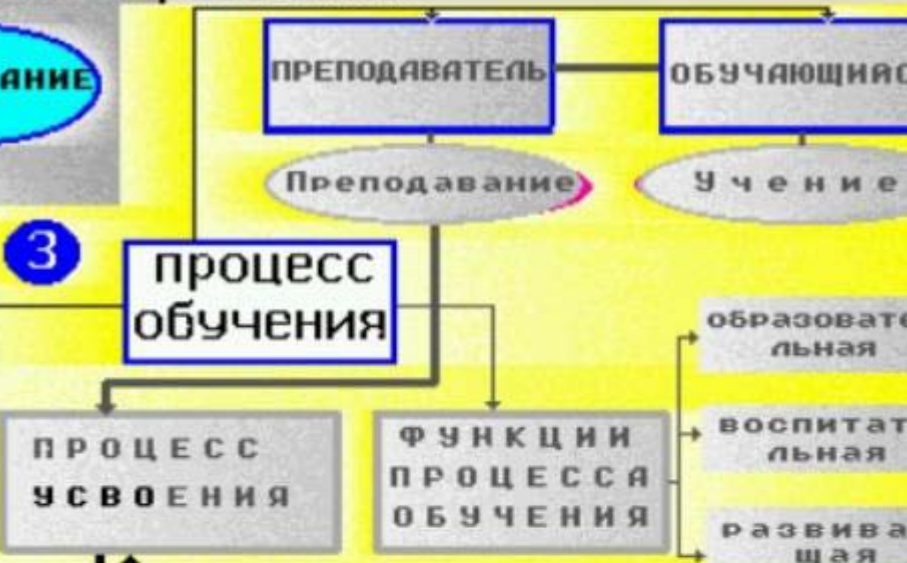 АНИЕ
ПРЕПОДАВАТЕЛЬ
ОБУЧАЮЩИЙС
Преподавание
Учение
3
процесс
обучения
образовате
льная
ПРОЦЕСС
УСВОЕНИЯ
ФУНКЦИИ
ПРОЦЕССА
ОБУЧЕНИЯ
воспитат
льная
развива
щая